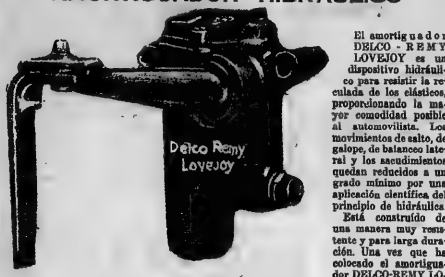 Delco Remy
Lovejoy
El amortiguador
DELCO - REMY
LOVEJOY es un
dispositivo hidráuli-
co para resistir la re-
culada de los elásticos,
proporcionando la ma-
yor comodidad posible
al automovilista. Los
movimientos de salto, de
galope, de balanceo late-
ral y los sacudimientos
quedan reducidos a un
grado mínimo por una
aplicación científica del
principio de hidráulica.
Está construido de
una manera muy resis-
tente y para larga dura-
ción. Una vez que ha
colocado el amortigua-
dor DELCO-REMY LO-